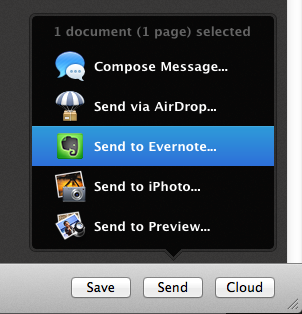 1 document (1 page) selected
Compose Message...
Send via AirDrop...
Send to Evernote...
Send to iPhoto...
Send to Preview...
Save Send Cloud